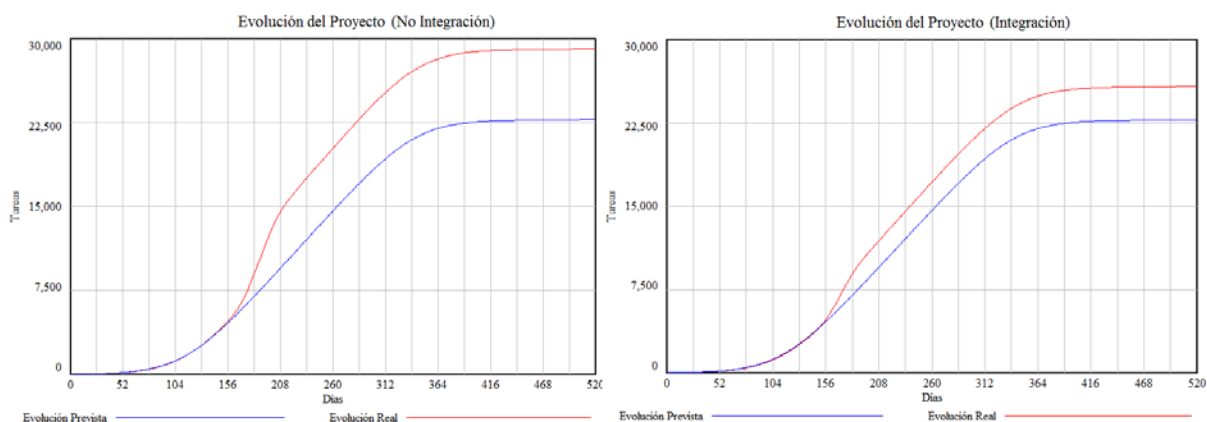 Evolución del Proyecto (No Integración)
30,000
22,500
15,000
7,500
0
Tareas
0 52 104 156 208 260 312 364 416 468 520
Días
Evolución Prevista
Evolución Real
Evolución del Proyecto (Integración)
30,000
22,500
15,000
7,500
0
Tareas
0 52 104 156 208 260 312 364 416 468 520
Días
Evolución Prevista
Evolución Real